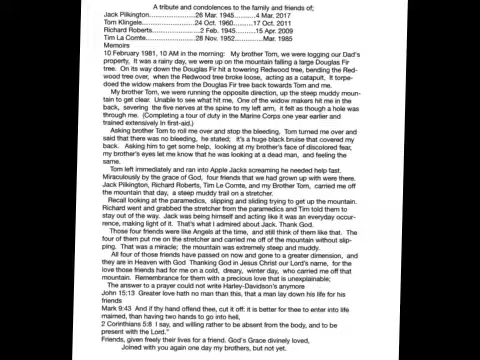 A tribute and condolences to the family and friends of;
Jack Pilkington....................26 Mar. 1945..........4 Mar. 2017
Tom Klingele........................24 Oct. 1960..........17 Oct. 2011
Richard Roberts...................2 Feb. 1945..........15 Apr. 2009
Tim La Comte......................28 Nov. 1952..........Mar. 1985
Memoirs
10 February 1981, 10 AM in the morning: My brother Tom, we were logging our Dad's
property, It was a rainy day, we were up on the mountain falling a large Douglas Fir
tree. On its way down the Douglas Fir hit a towering Redwood tree, bending the Red-
wood tree over, when the Redwood tree broke loose, acting as a catapult, It torpe-
doed the widow makers from the Douglas Fir tree back towards Tom and me.
My brother Tom, we were running the opposite direction, up the steep muddy moun-
tain to get clear. Unable to see what hit me, One of the widow makers hit me in the
back, severing the five nerves at the spine to my left arm, it felt as though a hole was
through me. (Completing a tour of duty in the Marine Corps one year earlier and
trained extensively in first-aid.)
Asking brother Tom to roll me over and stop the bleeding, Tom turned me over and
said that there was no bleeding, he stated, it's a huge black bruise that covered my
back. Asking him to get some help, looking at my brother's face of discolored fear,
my brother's eyes let me know that he was looking at a dead man, and feeling the
same.
Tom left immediately and ran into Apple Jacks screaming he needed help fast.
Miraculously by the grace of God, four friends that we had grown up with were there.
Jack Pilkington, Richard Roberts, Tim Le Comte, and my Brother Tom, carried me off
the mountain that day, a steep muddy trail on a stretcher.
Recall looking at the paramedics, slipping and sliding trying to get up the mountain.
Richard went and grabbed the stretcher from the paramedics and Tim told them to
stay out of the way. Jack was being himself and acting like it was an everyday occur-
rence, making light of it. That's what I admired about Jack. Thank God.
Those four friends were like Angels at the time, and still think of them like that. The
four of them put me on the stretcher and carried me off of the mountain without slip-
ping. That was a miracle; the mountain was extremely steep and muddy.
All four of those friends have passed on now and gone to a greater dimension, and
they are in Heaven with God Thanking God in Jesus Christ our Lord's name, for the
love those friends had me on a cold, dreary, winter day, who carried me off that
mountain. Remembrance for them with a precious love that is unexplainable;
The answer to a prayer could not write Harley-Davidson's anymore
John 15:13 Greater love hath no man than this, that a man lay down his life for his
friends
Mark 9:43 And if thy hand offend thee, cut it off: it is better for thee to enter into life
maimed, than having two hands to go into hell,
2 Corinthians 5:8 I say, and willing rather to be absent from the body, and to be
present with the Lord."
Friends, given freely their lives for a friend. God's Grace divinely loved,
Joined with you again one day my brothers, but not yet.